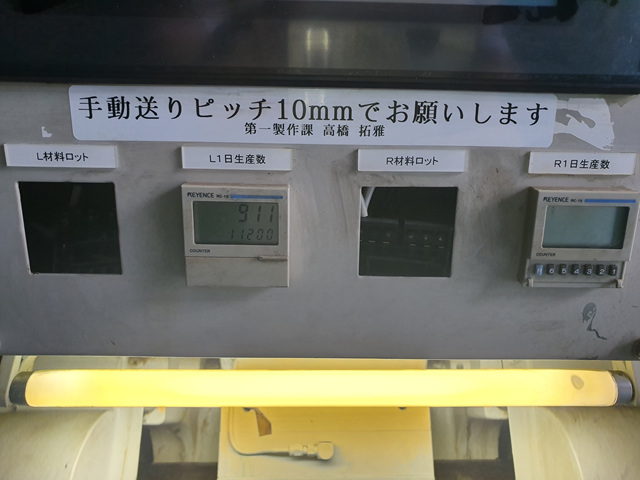 手動送りピッチ10mmでお願いします
第一製作課 高橋 拓雅
L材料ロット
L1日生産数
R材料ロット
R1日生産数
KEYENCE
911
11200
COUNTER
KEYENCE
COUNTER